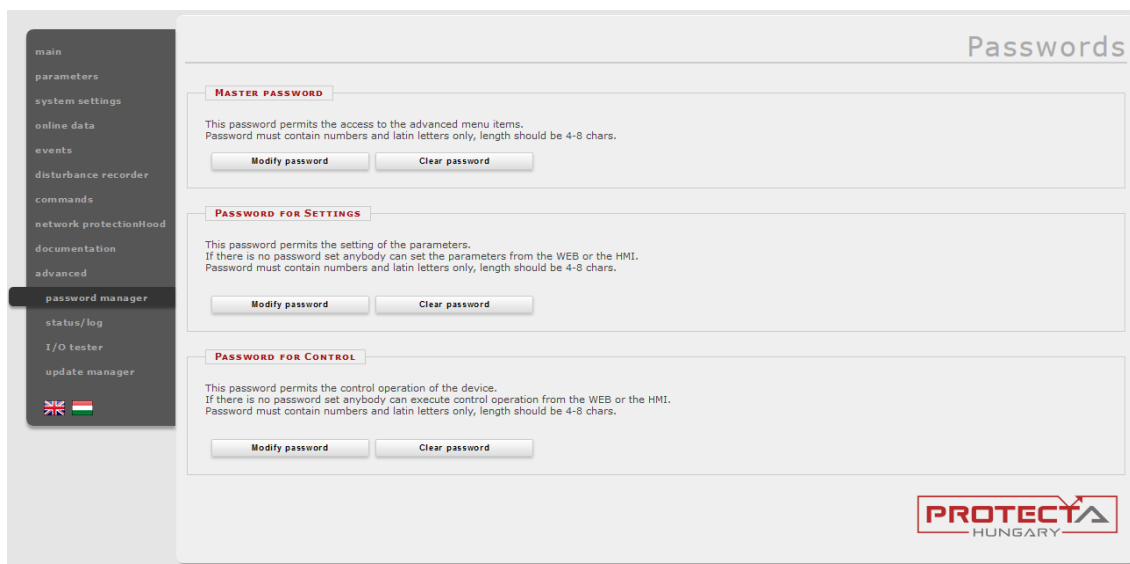 main
parameters
system settings
online data
events
disturbance recorder
commands
network protectionHood
documentation
advanced
password manager
status/log
I/O tester
update manager
Passwords
MASTER PASSWORD
This password permits the access to the advanced menu items.
Password must contain numbers and latin letters only, length should be 4-8 chars.
Modify password Clear password
PASSWORD FOR SETTINGS
This password permits the setting of the parameters.
If there is no password set anybody can set the parameters from the WEB or the HMI.
Password must contain numbers and latin letters only, length should be 4-8 chars.
Modify password Clear password
PASSWORD FOR CONTROL
This password permits the control operation of the device.
If there is no password set anybody can execute control operation from the WEB or the HMI.
Password must contain numbers and latin letters only, length should be 4-8 chars.
Modify password Clear password
PROTECTA
HUNGARY